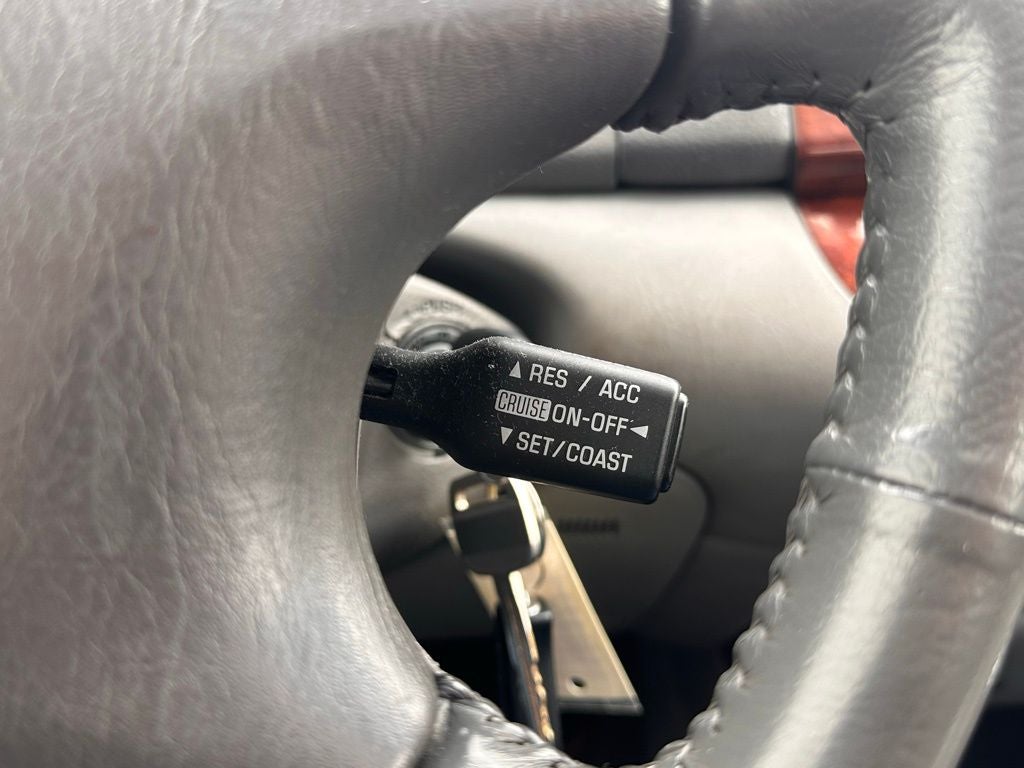 ▲ RES / ACC
CRUISE ON-OFF ◀
▼ SET/COAST